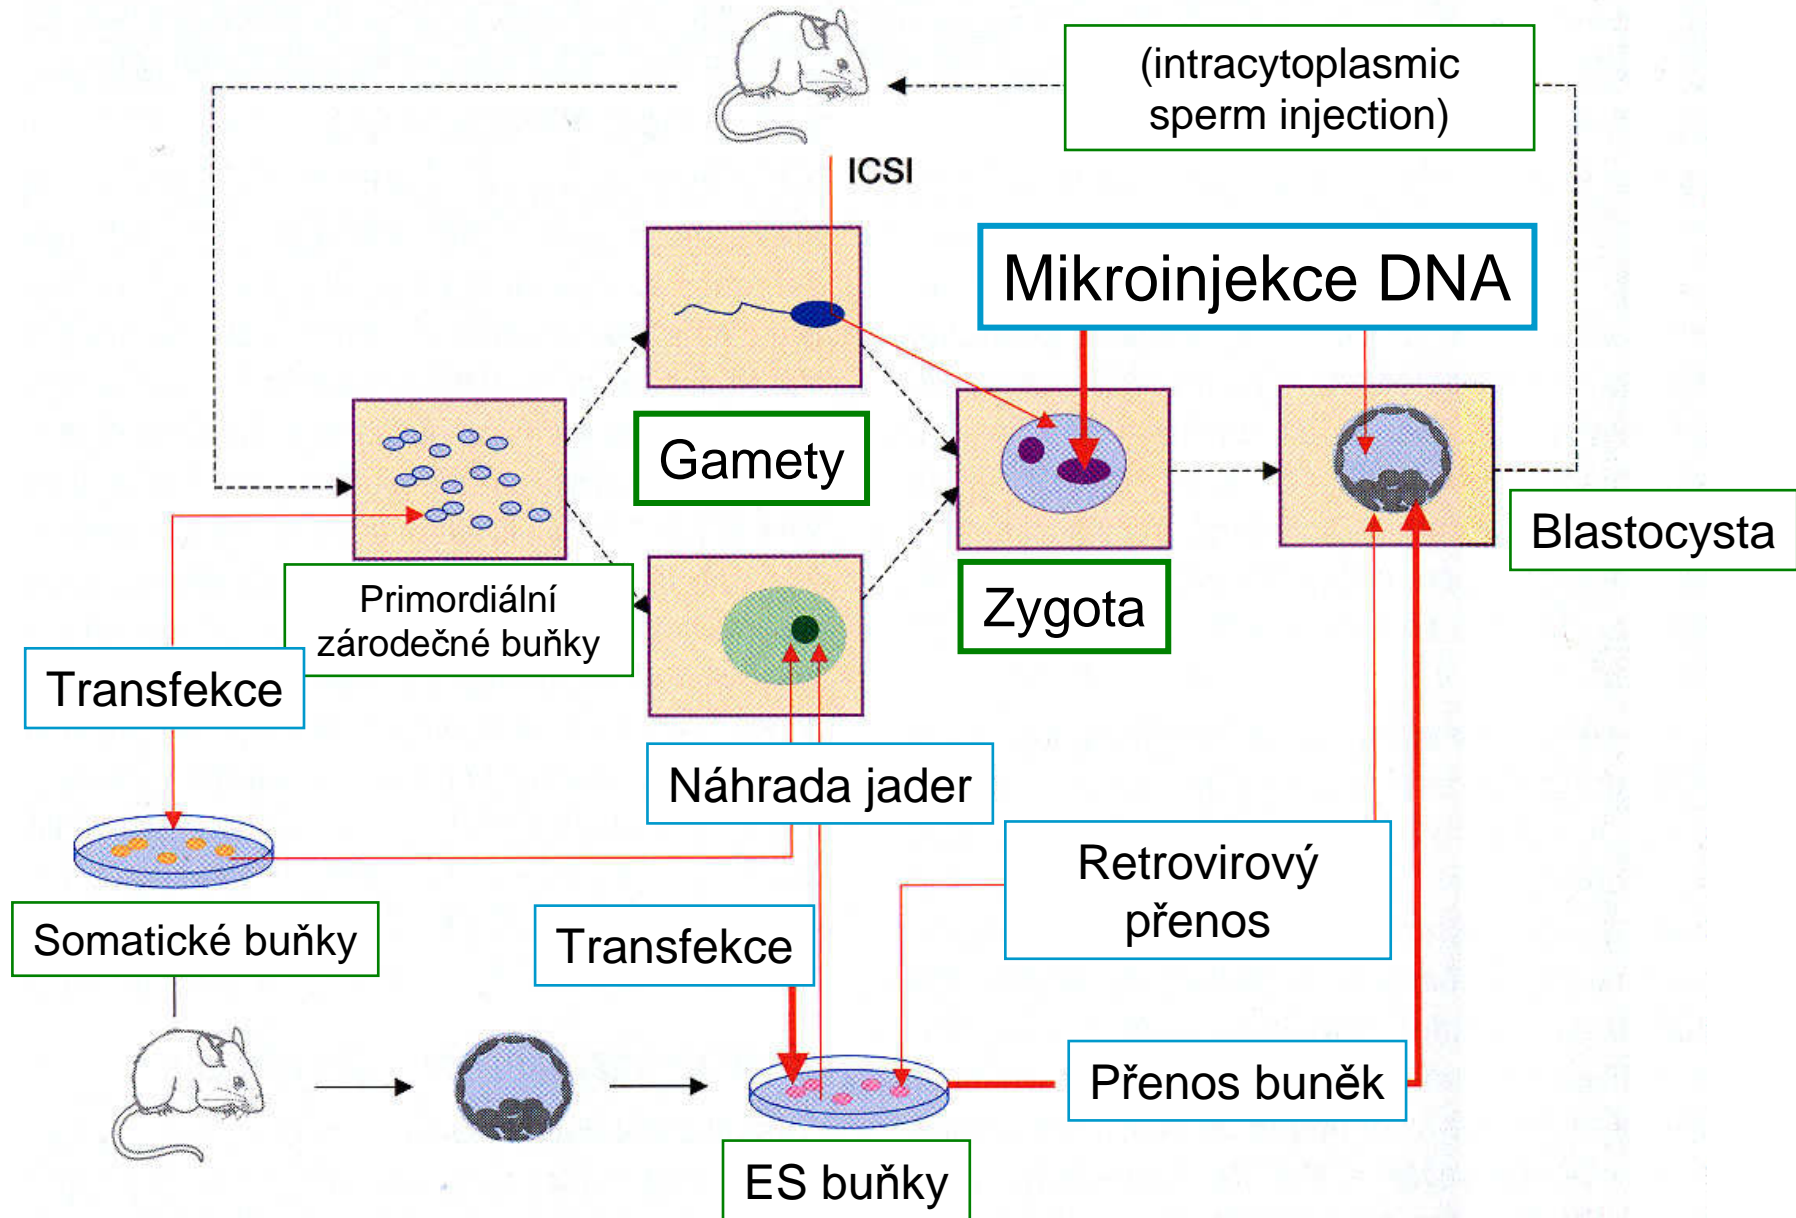 (intracytoplasmic
sperm injection)
ICSI
Mikroinjekce DNA
Gamety
Blastocysta
Primordiální
zárodečné buňky
Zygota
Transfekce
Náhrada jader
Retrovirový
přenos
Somatické buňky
Transfekce
Přenos buněk
ES buňky